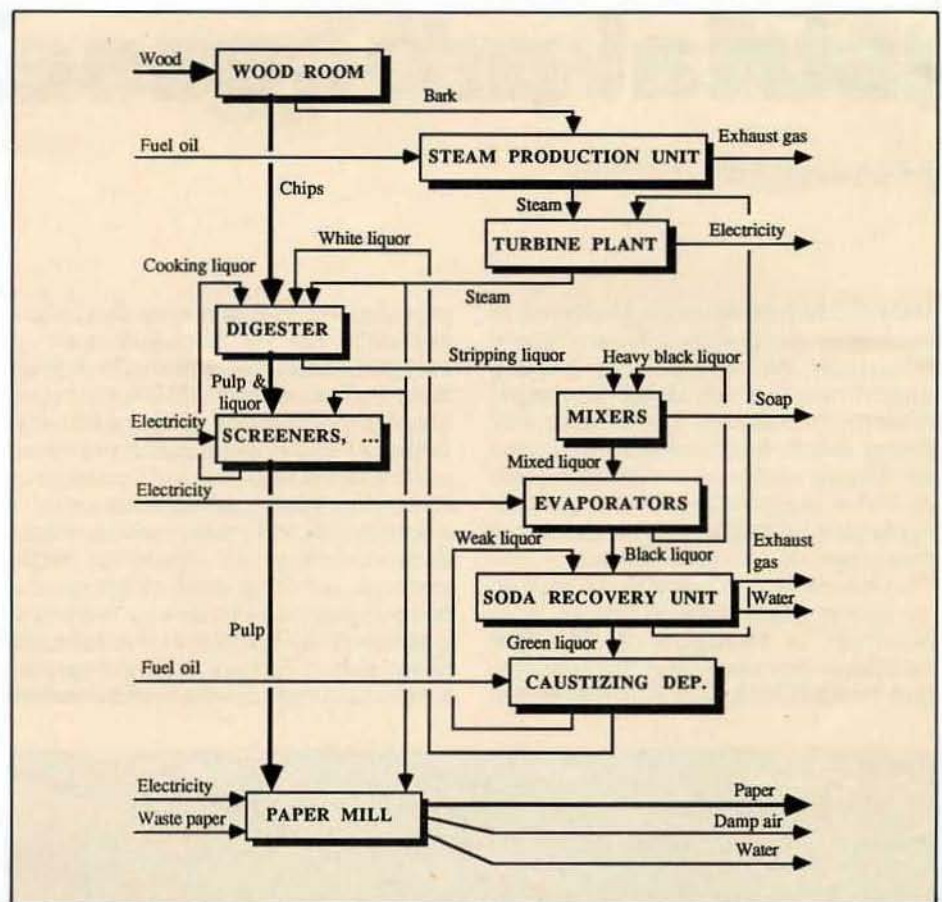 Wood
WOOD ROOM
Bark
Fuel oil
STEAM PRODUCTION UNIT
Exhaust gas
Chips
Steam
White liquor
TURBINE PLANT
Electricity
Cooking liquor
Steam
DIGESTER
Stripping liquor
Heavy black liquor
Pulp &
liquor
MIXERS
Soap
Electricity
SCREENERS, ...
Mixed liquor
Electricity
EVAPORATORS
Weak liquor
Black liquor
Exhaust
gas
SODA RECOVERY UNIT
Water
Pulp
Green liquor
Fuel oil
CAUSTIZING DEP.
Electricity
Paper
Waste paper
PAPER MILL
Damp air
Water